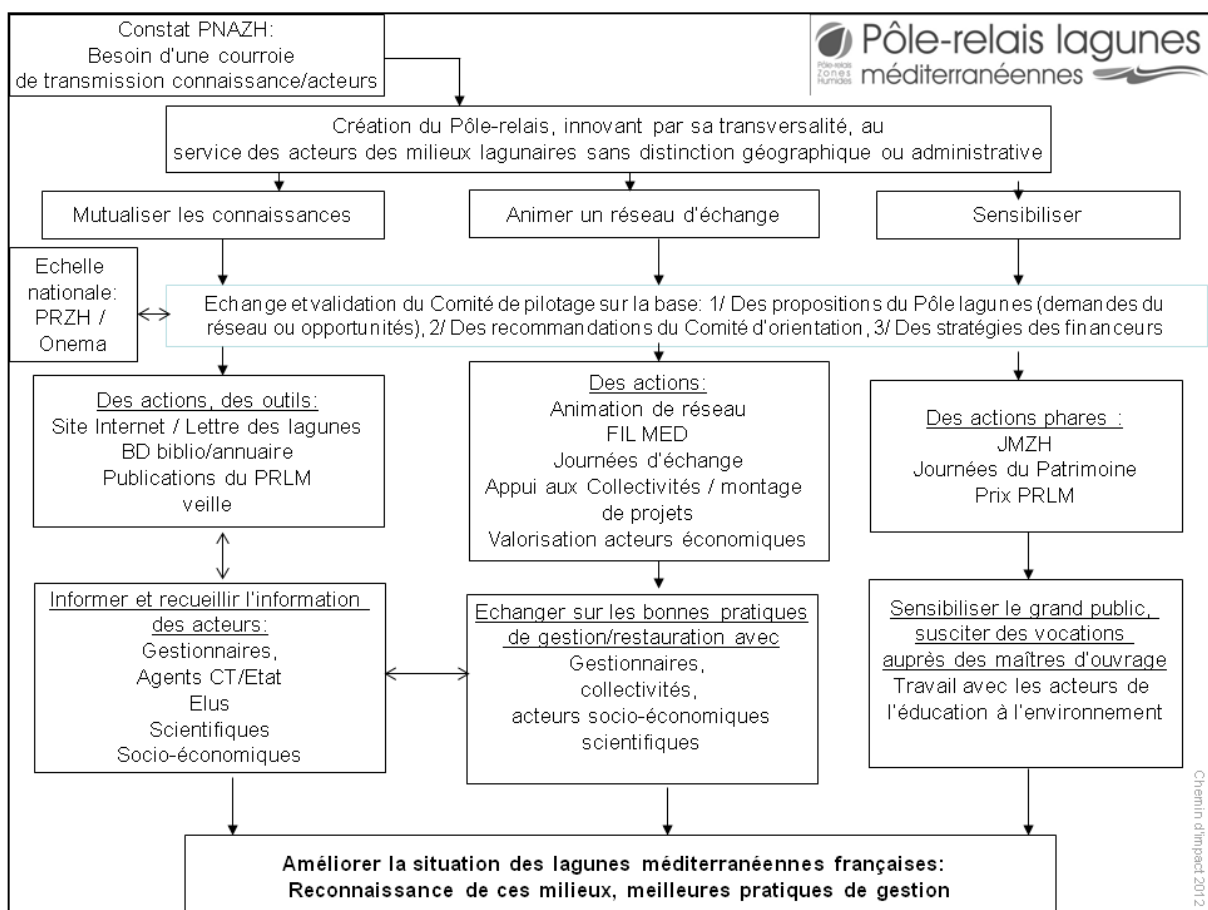 Constat PNAZH:
Besoin d'une courroie
de transmission connaissance/acteurs
Pôle-relais lagunes
méditerranéennes
Pôle-relais
Zones
Humides
Création du Pôle-relais, innovant par sa transversalité, au
service des acteurs des milieux lagunaires sans distinction géographique ou administrative
Mutualiser les connaissances
Animer un réseau d'échange
Sensibiliser
Echelle
nationale:
PRZH /
Onema
Echange et validation du Comité de pilotage sur la base: 1/ Des propositions du Pôle lagunes (demandes du
réseau ou opportunités), 2/ Des recommandations du Comité d'orientation, 3/ Des stratégies des financeurs
Des actions, des outils:
Site Internet / Lettre des lagunes
BD biblio/annuaire
Publications du PRLM
veille
Des actions:
Animation de réseau
FIL MED
Journées d'échange
Appui aux Collectivités / montage
de projets
Valorisation acteurs économiques
Des actions phares :
JMZH
Journées du Patrimoine
Prix PRLM
Informer et recueillir l'information
des acteurs:
Gestionnaires,
Agents CT/Etat
Elus
Scientifiques
Socio-économiques
Echanger sur les bonnes pratiques
de gestion/restauration avec
Gestionnaires,
collectivités,
acteurs socio-économiques
scientifiques
Sensibiliser le grand public,
susciter des vocations
auprès des maîtres d'ouvrage
Travail avec les acteurs de
l'éducation à l'environnement
Améliorer la situation des lagunes méditerranéennes françaises:
Reconnaissance de ces milieux, meilleures pratiques de gestion
Chemin d'impact 2012